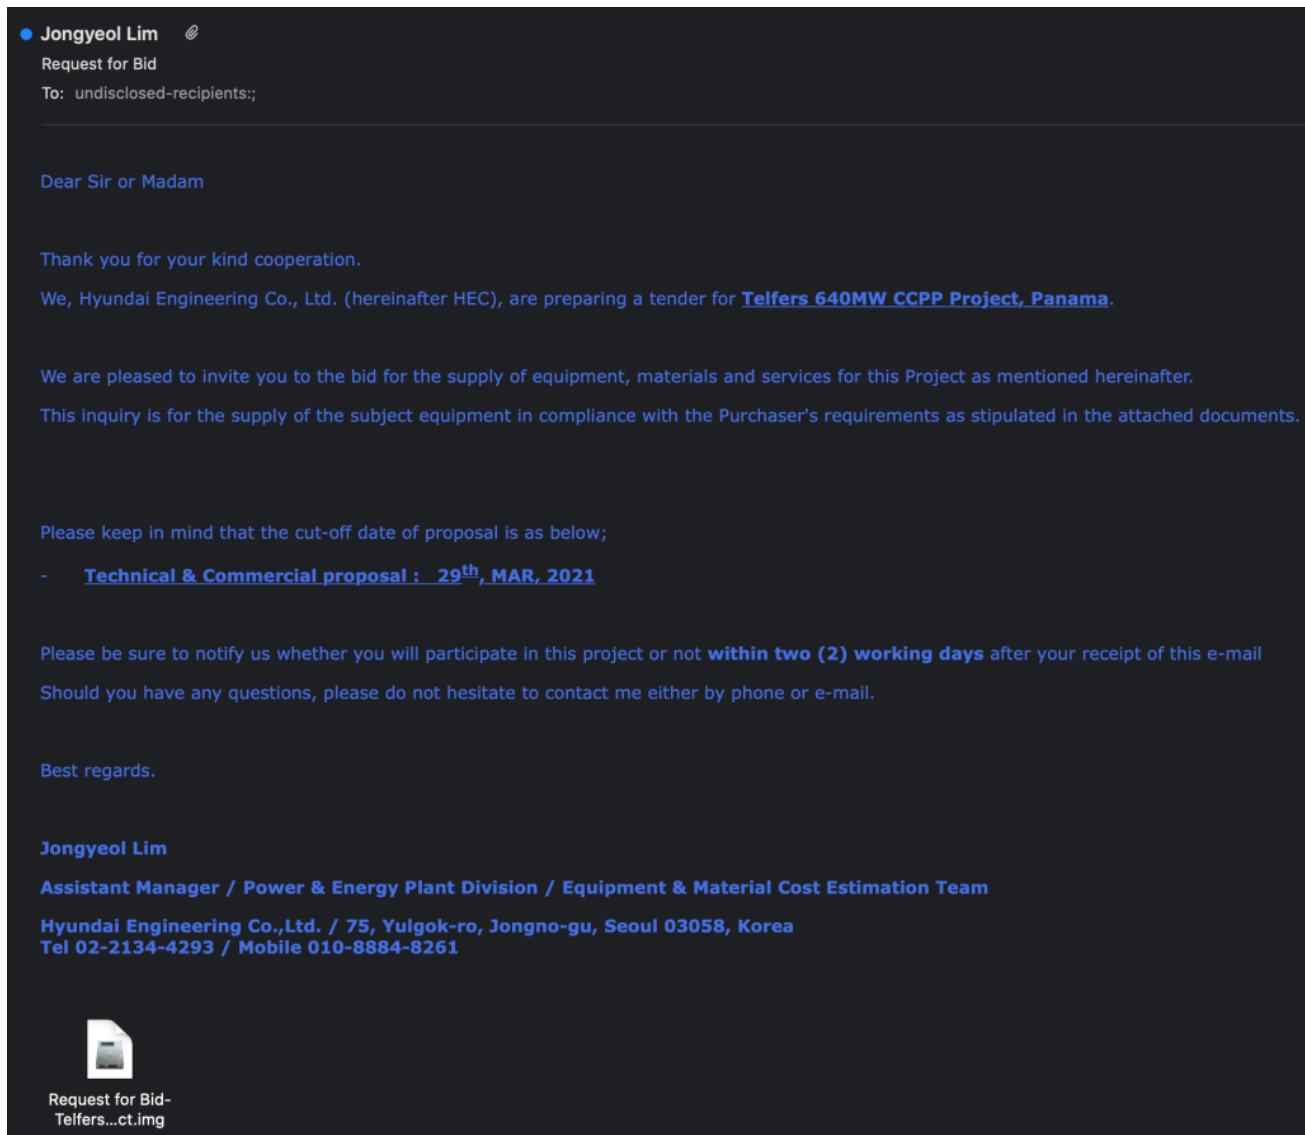 Jongyeol Lim
Request for Bid
To: undisclosed-recipients:;
Dear Sir or Madam
Thank you for your kind cooperation.
We, Hyundai Engineering Co., Ltd. (hereinafter HEC), are preparing a tender for Telfers 640MW CCPP Project, Panama.
We are pleased to invite you to the bid for the supply of equipment, materials and services for this Project as mentioned hereinafter.
This inquiry is for the supply of the subject equipment in compliance with the Purchaser's requirements as stipulated in the attached documents.
Please keep in mind that the cut-off date of proposal is as below;
- Technical & Commercial proposal : 29th, MAR, 2021
Please be sure to notify us whether you will participate in this project or not within two (2) working days after your receipt of this e-mail
Should you have any questions, please do not hesitate to contact me either by phone or e-mail.
Best regards.
Jongyeol Lim
Assistant Manager / Power & Energy Plant Division / Equipment & Material Cost Estimation Team
Hyundai Engineering Co.,Ltd. / 75, Yulgok-ro, Jongno-gu, Seoul 03058, Korea
Tel 02-2134-4293 / Mobile 010-8884-8261
Request for Bid-
Telfers...ct.img